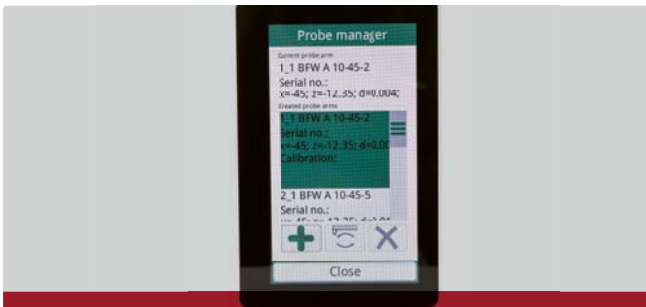 Probe manager
Current probe arm
1_1 BFW A 10-45-2
Serial no.:
x=-45; z=-12.35; d=0.004;
Created probe arms
1_1 BFW A 10-45-2
Serial no.:
x=-45; z=-12.35; d=0.00
Calibration:
2_1 BFW A 10-45-5
Serial no.:
Close